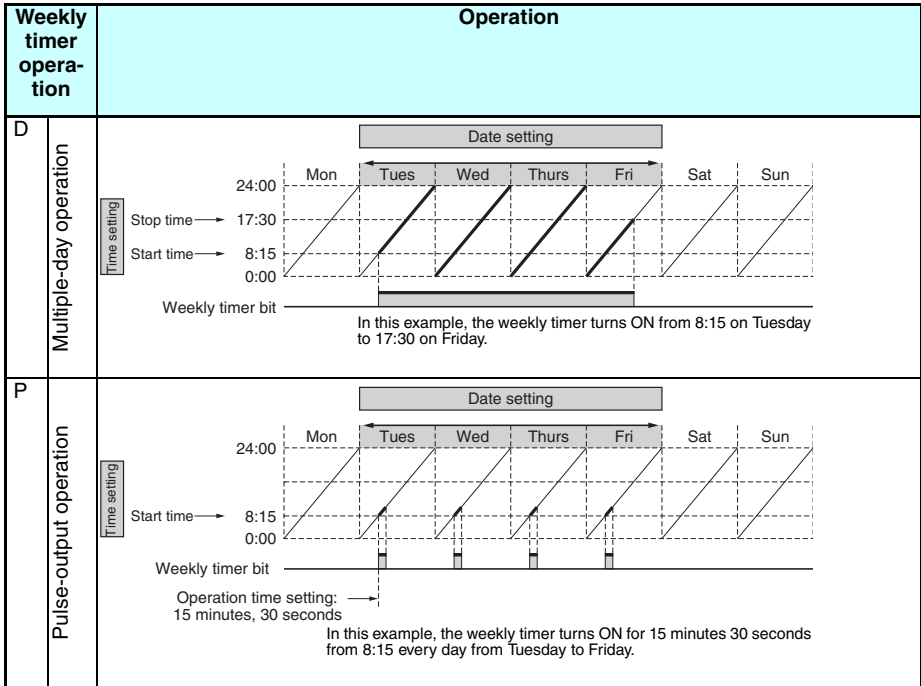 Weekly
timer
opera-
tion
Operation
D
Multiple-day operation
Date setting
Mon Tues Wed Thurs Fri Sat Sun
24:00
Time setting
Stop time 17:30
Start time 8:15
0:00
Weekly timer bit
In this example, the weekly timer turns ON from 8:15 on Tuesday
to 17:30 on Friday.
P
Pulse-output operation
Date setting
Mon Tues Wed Thurs Fri Sat Sun
24:00
Time setting
Start time 8:15
0:00
Weekly timer bit
Operation time setting:
15 minutes, 30 seconds
In this example, the weekly timer turns ON for 15 minutes 30 seconds
from 8:15 every day from Tuesday to Friday.